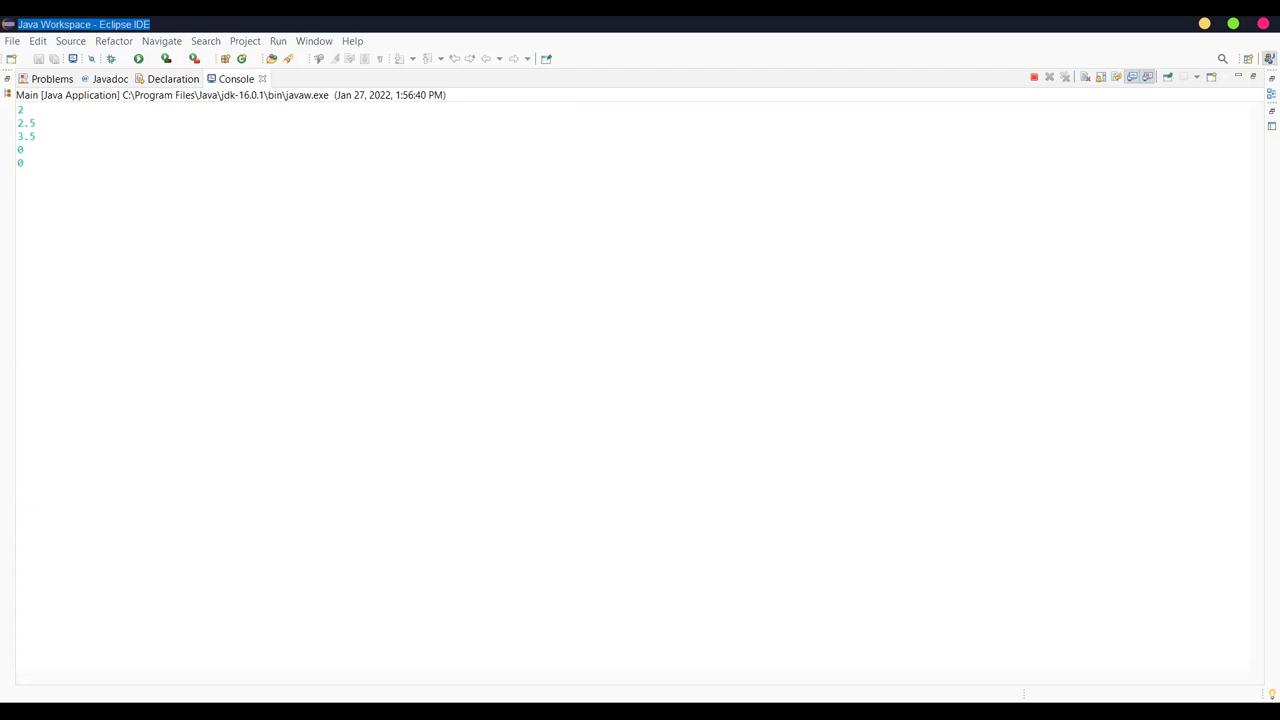 Java Workspace - Eclipse IDE
File Edit Source Refactor Navigate Search Project Run Window Help
Problems Javadoc Declaration Console
Main [Java Application] C:\Program Files\Java\jdk-16.0.1\bin\javaw.exe (Jan 27, 2022, 1:56:40 PM)
2
2.5
3.5
0
0